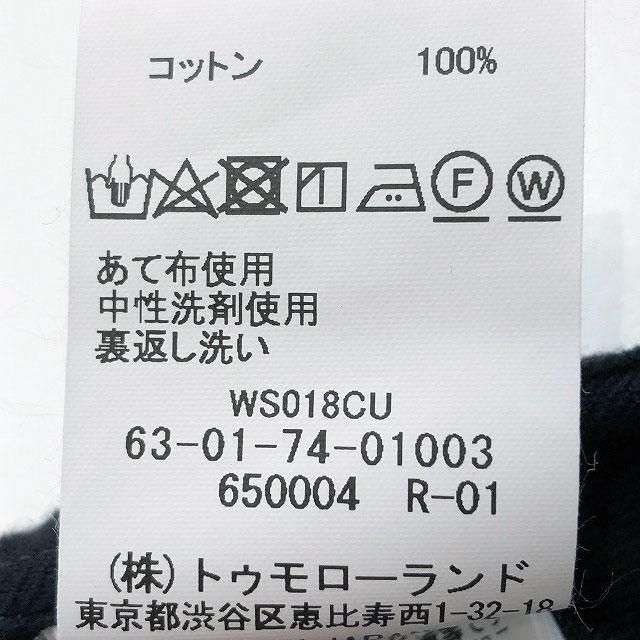 コットン 100%
F W
あて布使用
中性洗剤使用
裏返し洗い
WS018CU
63-01-74-01003
650004 R-01
(株)トゥモローランド
東京都渋谷区恵比寿西1-32-18